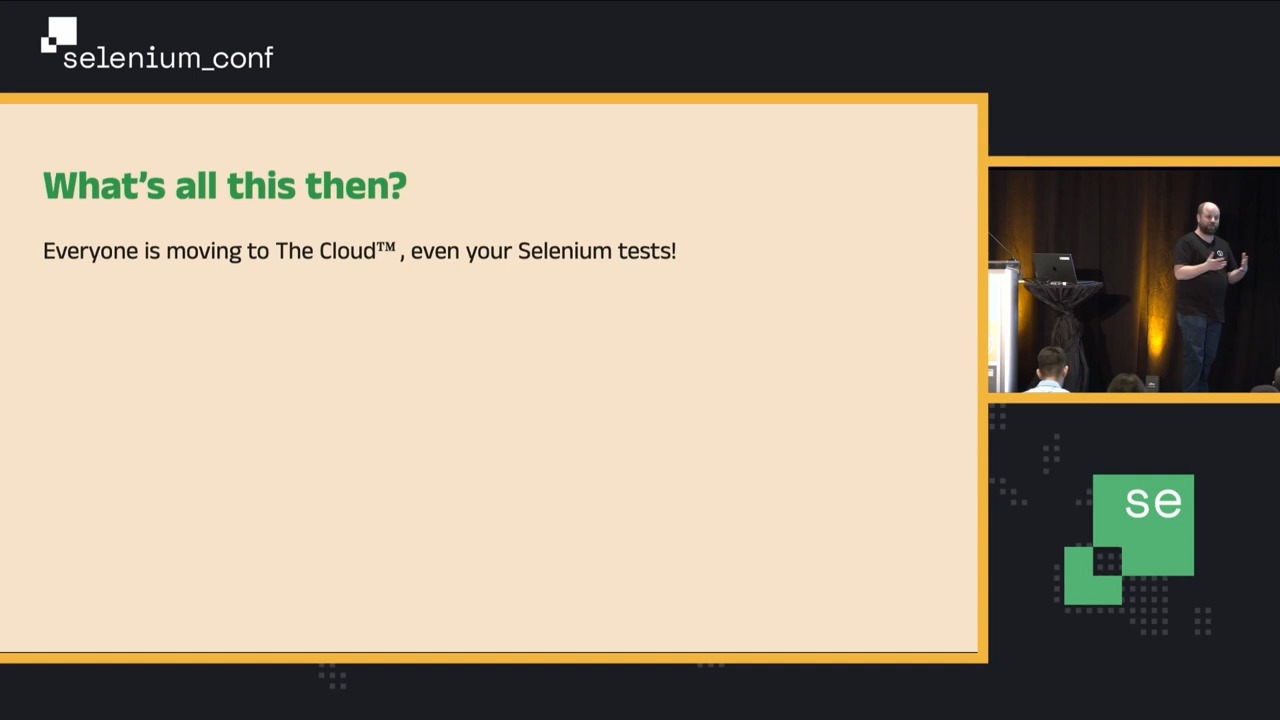 selenium_conf
What's all this then?
Everyone is moving to The Cloud™, even your Selenium tests!
se